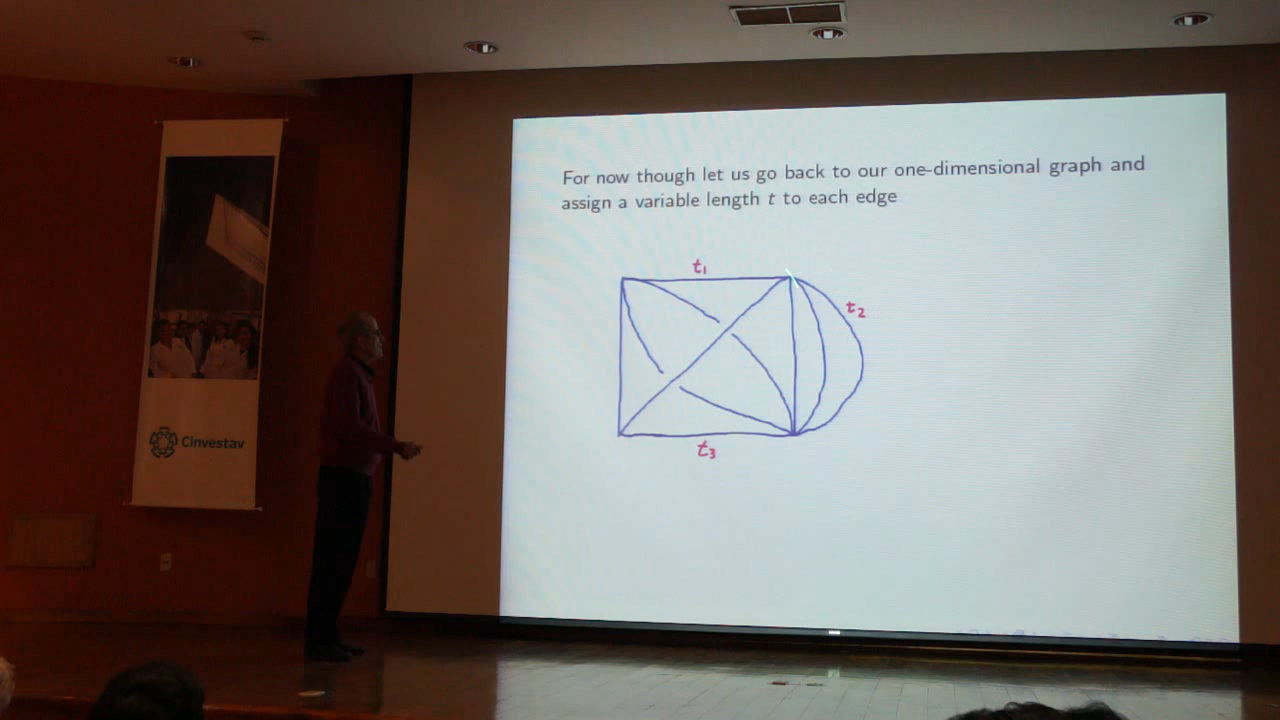 For now though let us go back to our one-dimensional graph and
assign a variable length t to each edge
t₁
t₂
t₃
Cinvestav